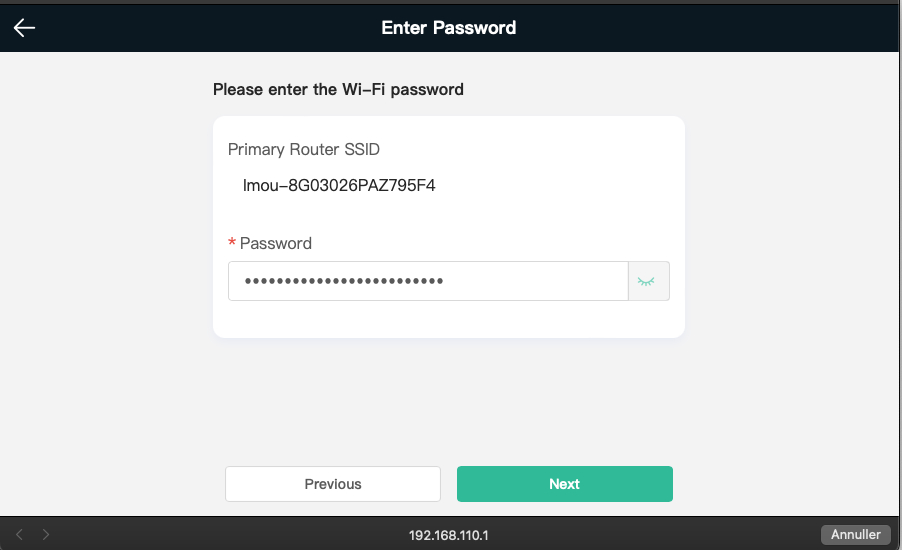 Enter Password
Please enter the Wi-Fi password
Primary Router SSID
Imou-8G03026PAZ795F4
* Password
•••••••••••••••••••••••••
Previous
Next
192.168.110.1
Annuller